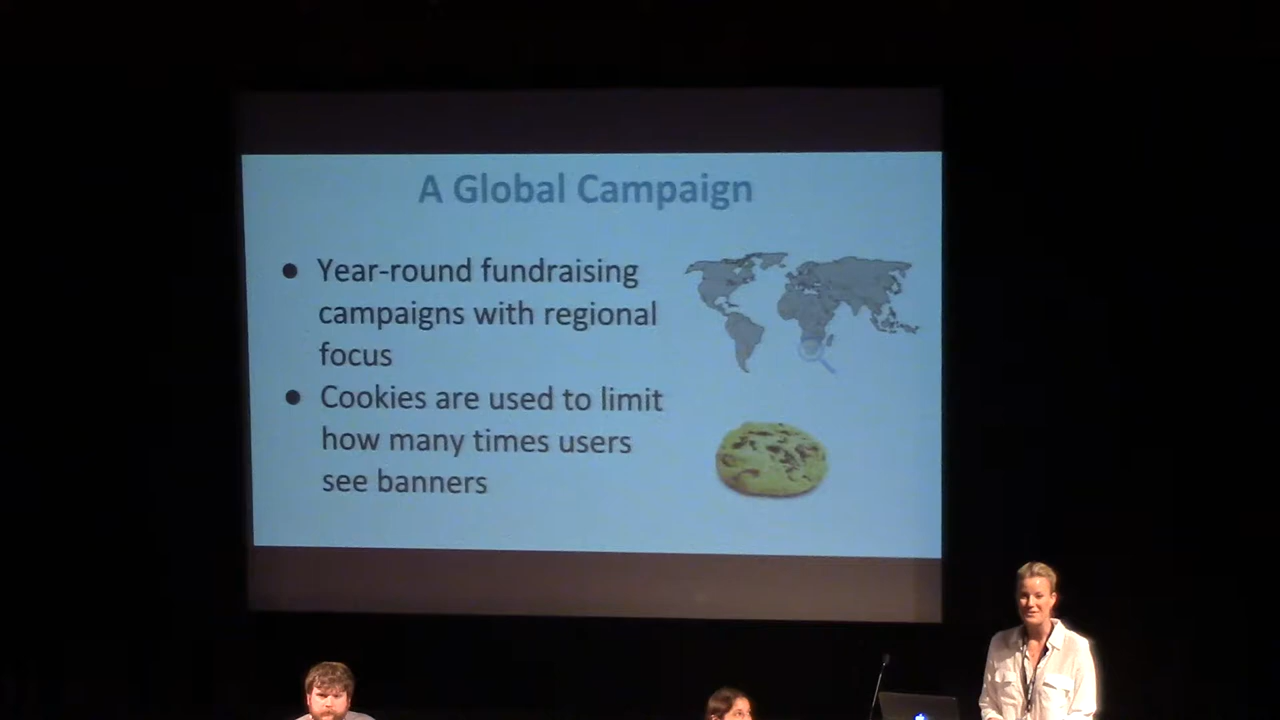 A Global Campaign
● Year-round fundraising
campaigns with regional
focus
● Cookies are used to limit
how many times users
see banners